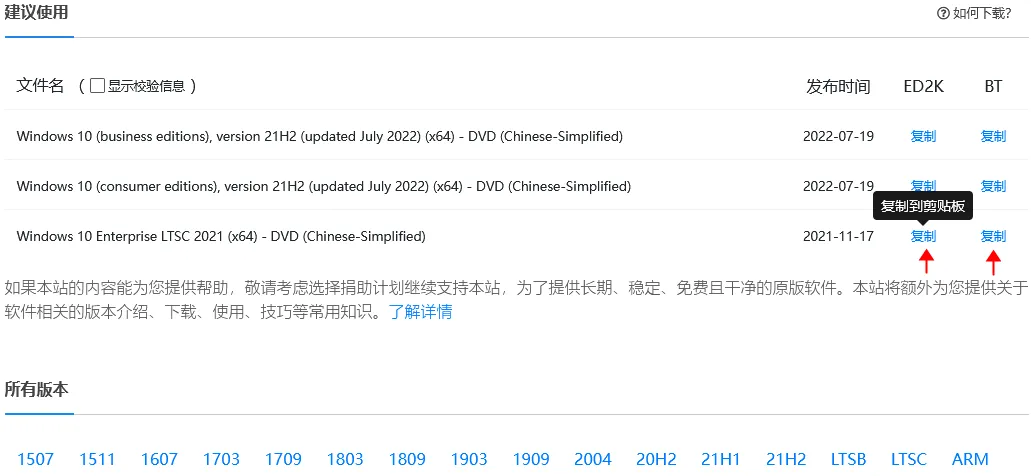 建议使用 如何下载?
文件名 ( 显示校验信息 ) 发布时间 ED2K BT
Windows 10 (business editions), version 21H2 (updated July 2022) (x64) - DVD (Chinese-Simplified) 2022-07-19 复制 复制
Windows 10 (consumer editions), version 21H2 (updated July 2022) (x64) - DVD (Chinese-Simplified) 2022-07-19 复制 复制
复制到剪贴板
Windows 10 Enterprise LTSC 2021 (x64) - DVD (Chinese-Simplified) 2021-11-17 复制 复制
如果本站的内容能为您提供帮助，敬请考虑选择捐助计划继续支持本站，为了提供长期、稳定、免费且干净的原版软件。本站将额外为您提供关于
软件相关的版本介绍、下载、使用、技巧等常用知识。了解详情
所有版本
1507 1511 1607 1703 1709 1803 1809 1903 1909 2004 20H2 21H1 21H2 LTSB LTSC ARM